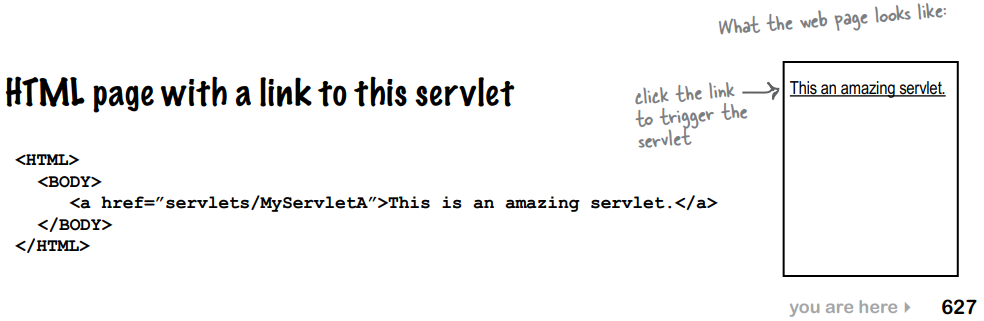 What the web page looks like:
HTML page with a link to this servlet
click the link
to trigger the
servlet
This an amazing servlet.
<HTML>
<BODY>
<a href=”servlets/MyServletA”>This is an amazing servlet.</a>
</BODY>
</HTML>
you are here 627